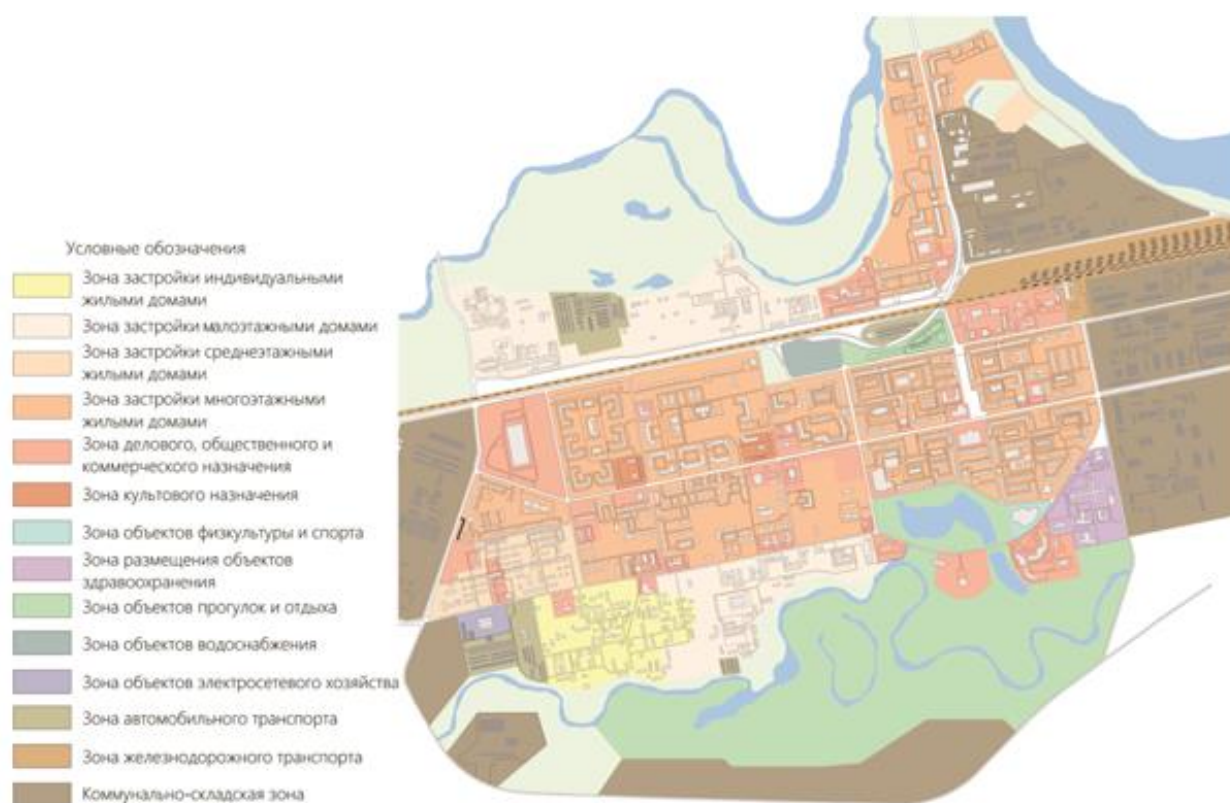 Условные обозначения
Зона застройки индивидуальными
жилыми домами
Зона застройки малоэтажными домами
Зона застройки среднеэтажными
жилыми домами
Зона застройки многоэтажными
жилыми домами
Зона делового, общественного и
коммерческого назначения
Зона культового назначения
Зона объектов физкультуры и спорта
Зона размещения объектов
здравоохранения
Зона объектов прогулок и отдыха
Зона объектов водоснабжения
Зона объектов электросетевого хозяйства
Зона автомобильного транспорта
Зона железнодорожного транспорта
Коммунально-складская зона